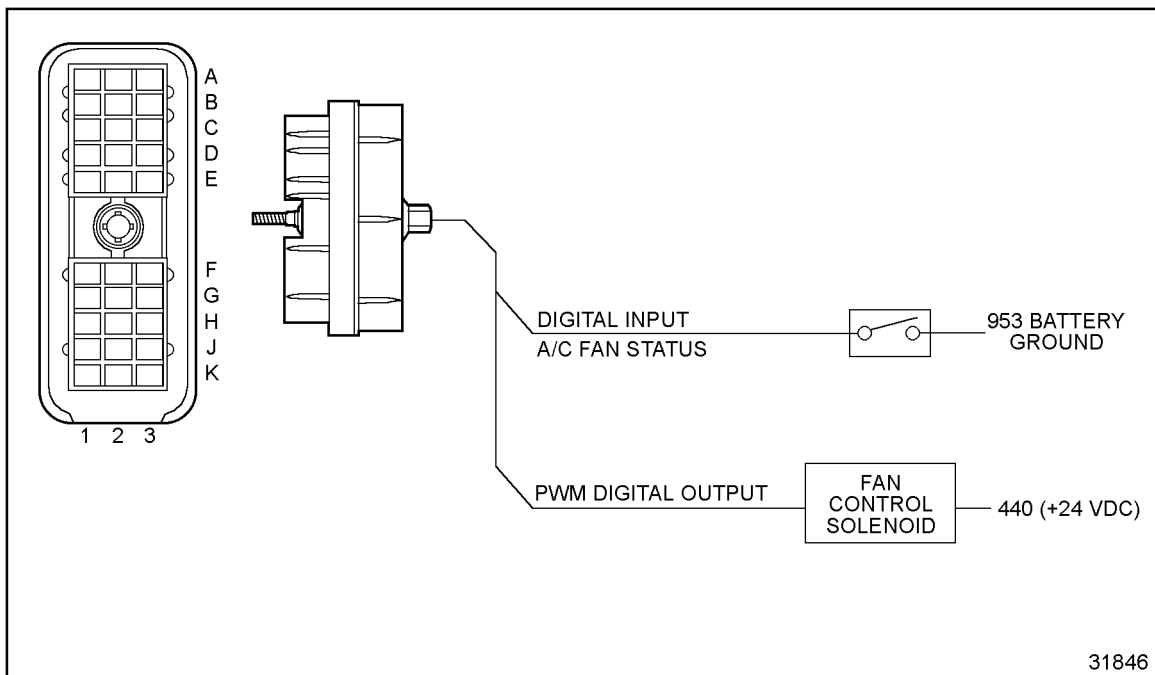 A
B
C
D
E
F
G
H
J
K
1 2 3
DIGITAL INPUT
A/C FAN STATUS
953 BATTERY
GROUND
PWM DIGITAL OUTPUT
FAN
CONTROL
SOLENOID
440 (+24 VDC)
31846